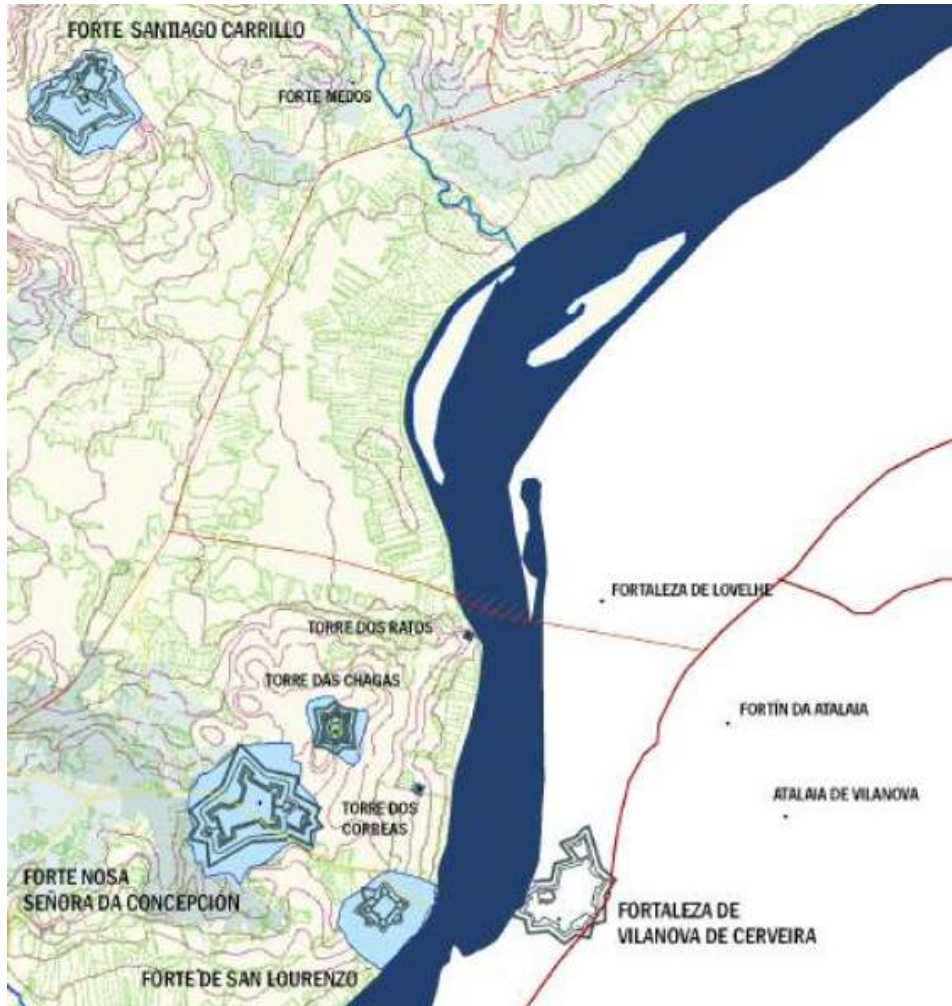 FORTE SANTIAGO CARRILLO
FORTE MEDOS
FORTALEZA DE LOVELHE
TORRE DOS RATOS
TORRE DAS CHAGAS
FORTÍN DA ATALAIA
ATALAIA DE VILANOVA
TORRE DOS
CORREAS
FORTE NOSA
SEÑORA DA CONCEPCIÓN
FORTALEZA DE
VILANOVA DE CERVEIRA
FORTE DE SAN LOURENZO